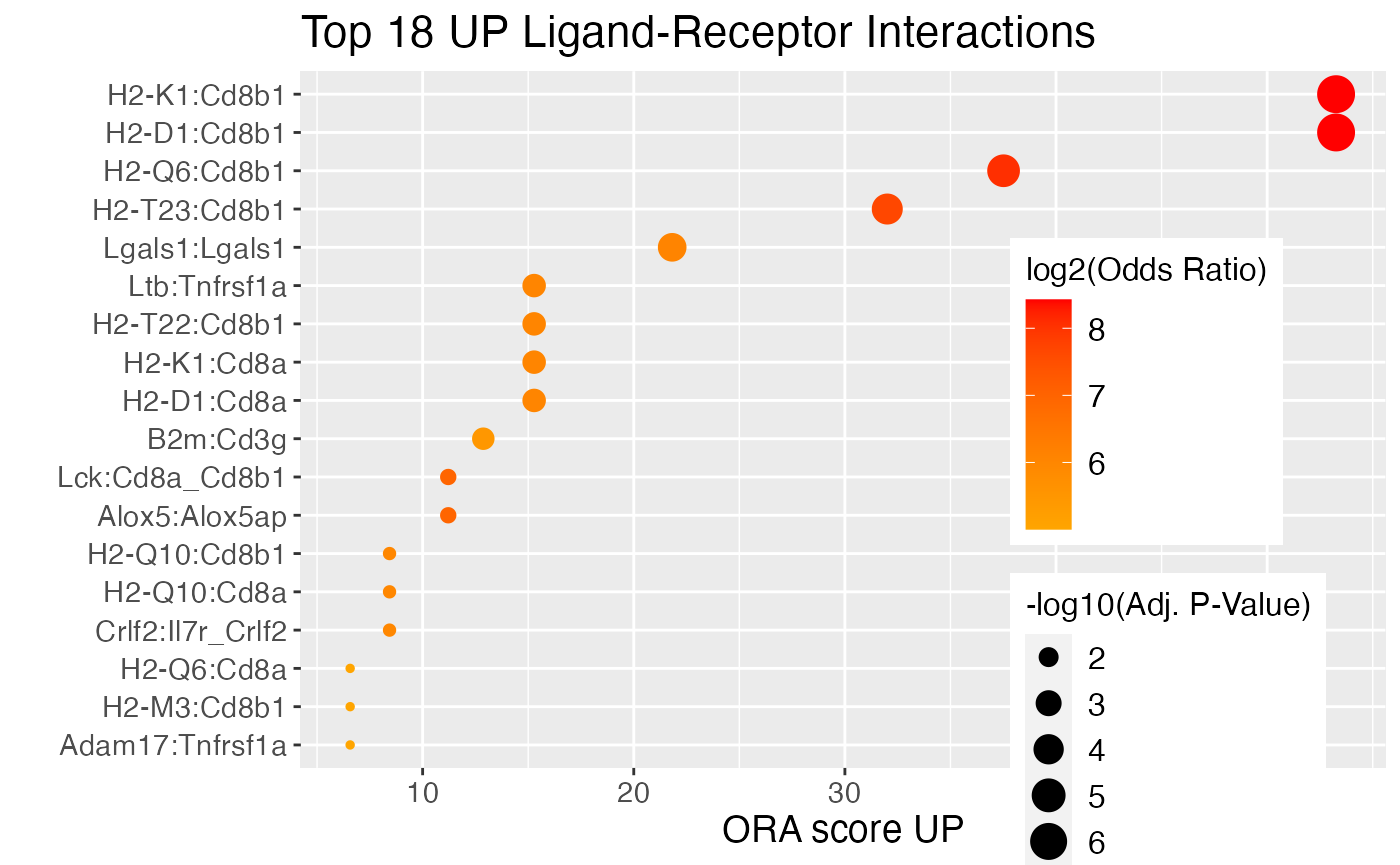 Top 18 UP Ligand-Receptor Interactions
H2-K1:Cd8b1
H2-D1:Cd8b1
H2-Q6:Cd8b1
H2-T23:Cd8b1
Lgals1:Lgals1
Ltb:Tnfrsf1a
H2-T22:Cd8b1
H2-K1:Cd8a
H2-D1:Cd8a
B2m:Cd3g
Lck:Cd8a_Cd8b1
Alox5:Alox5ap
H2-Q10:Cd8b1
H2-Q10:Cd8a
Crlf2:Il7r_Crlf2
H2-Q6:Cd8a
H2-M3:Cd8b1
Adam17:Tnfrsf1a
10 20 30
ORA score UP
log2(Odds Ratio)
8
7
6
-log10(Adj. P-Value)
2
3
4
5
6